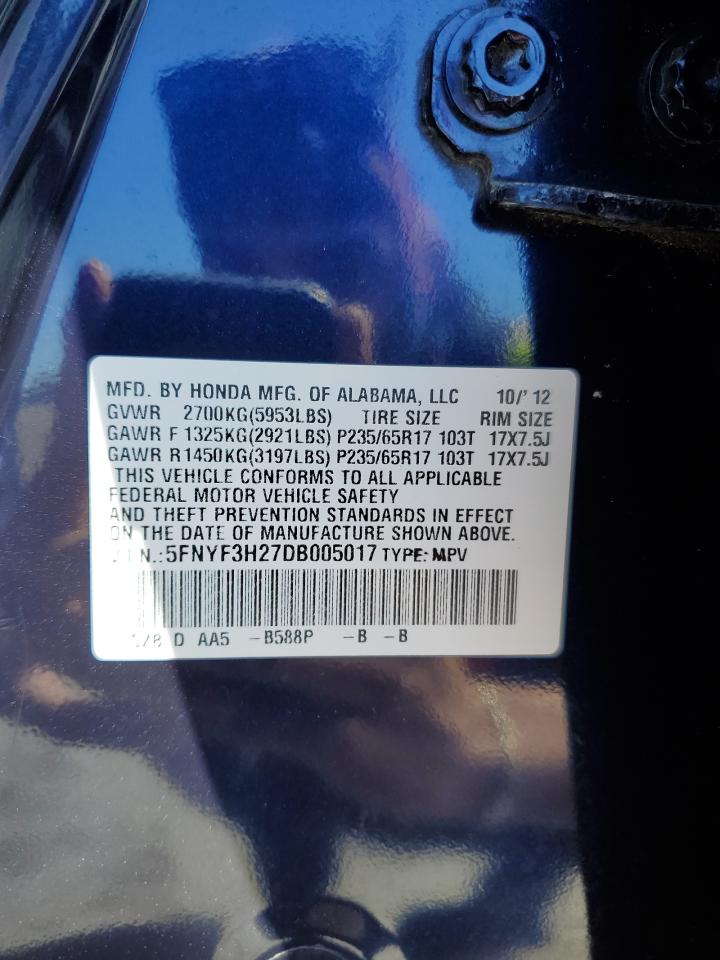 MFD. BY HONDA MFG. OF ALABAMA, LLC 10/' 12
GVWR 2700KG(5953LBS) TIRE SIZE RIM SIZE
GAWR F 1325KG(2921LBS) P235/65R17 103T 17X7.5J
GAWR R 1450KG(3197LBS) P235/65R17 103T 17X7.5J
THIS VEHICLE CONFORMS TO ALL APPLICABLE
FEDERAL MOTOR VEHICLE SAFETY
AND THEFT PREVENTION STANDARDS IN EFFECT
ON THE DATE OF MANUFACTURE SHOWN ABOVE.
V.I.N.:5FNYF3H27DB005017 TYPE: MPV
AA5 -B588P -B -B